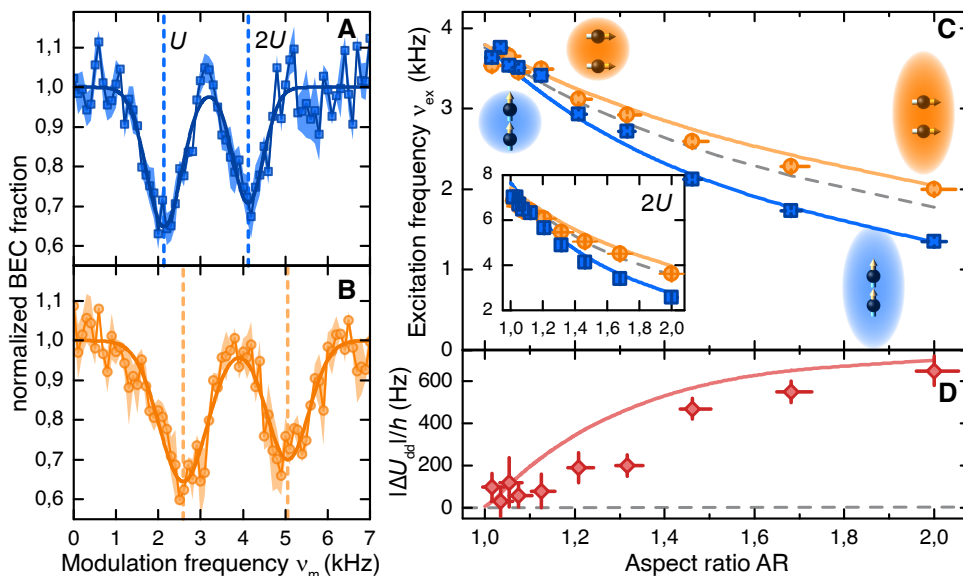 A
U
2U
1,1
1,0
0,9
0,8
0,7
0,6
B
1,1
1,0
0,9
0,8
0,7
0,6
0 1 2 3 4 5 6 7
normalized BEC fraction
Modulation frequency νm (kHz)
C
4
3
2
1
0
Excitation frequency νex (kHz)
2U
8
6
4
2
1,0 1,2 1,4 1,6 1,8 2,0
D
600
400
200
0
|ΔUdd|/h (Hz)
1,0 1,2 1,4 1,6 1,8 2,0
Aspect ratio AR